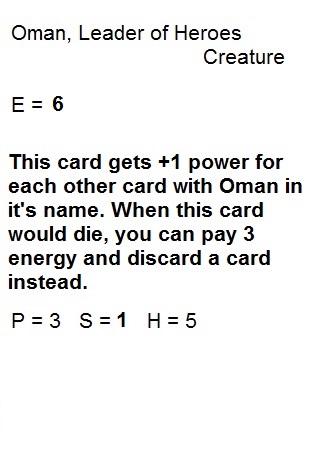 Oman, Leader of Heroes
Creature
E = 6
This card gets +1 power for
each other card with Oman in
it's name. When this card
would die, you can pay 3
energy and discard a card
instead.
P = 3 S = 1 H = 5